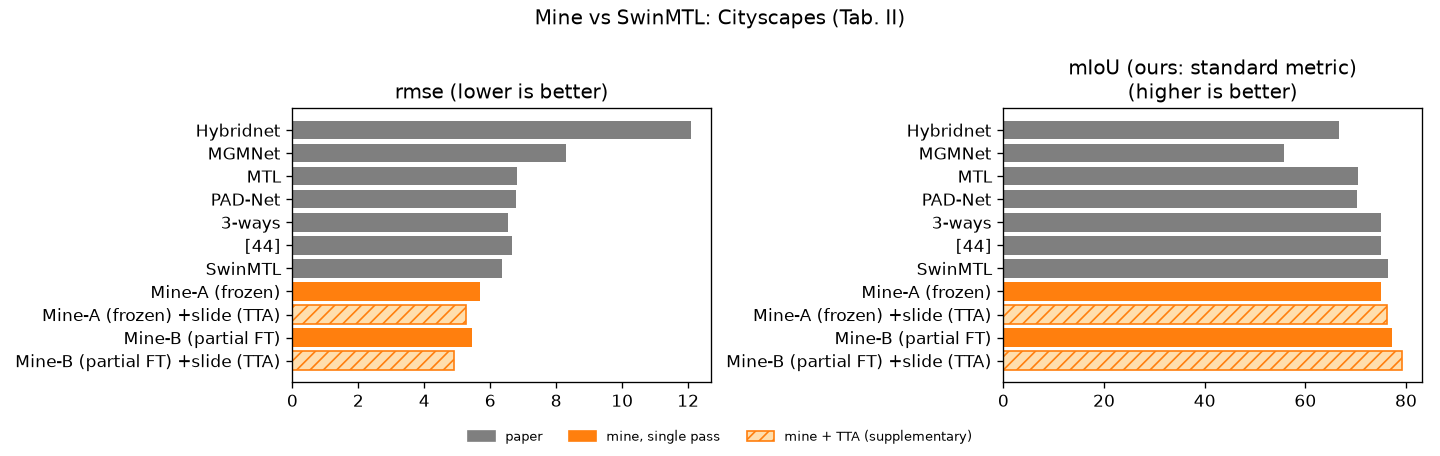 Mine vs SwinMTL: Cityscapes (Tab. II)
rmse (lower is better)
Hybridnet
MGMNet
MTL
PAD-Net
3-ways
[44]
SwinMTL
Mine-A (frozen)
Mine-A (frozen) +slide (TTA)
Mine-B (partial FT)
Mine-B (partial FT) +slide (TTA)
0 2 4 6 8 10 12
mIoU (ours: standard metric)
(higher is better)
Hybridnet
MGMNet
MTL
PAD-Net
3-ways
[44]
SwinMTL
Mine-A (frozen)
Mine-A (frozen) +slide (TTA)
Mine-B (partial FT)
Mine-B (partial FT) +slide (TTA)
0 20 40 60 80
paper mine, single pass mine + TTA (supplementary)